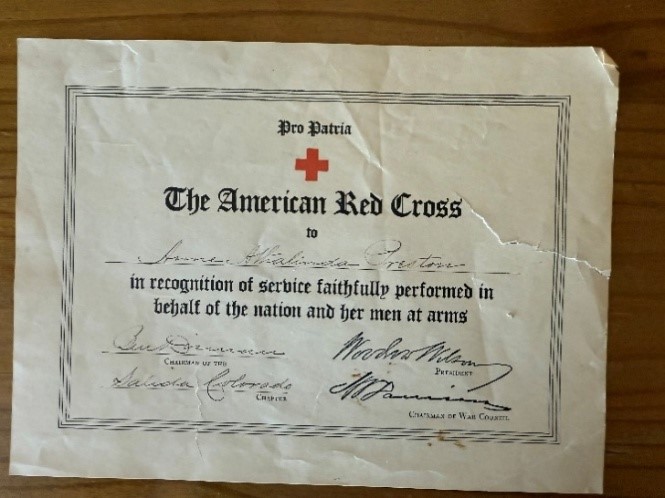 Pro Patria
The American Red Cross
to
Anne Thalinda Preston
in recognition of service faithfully performed in
behalf of the nation and her men at arms
Woodrow Wilson
CHAIRMAN OF THE
PRESIDENT
Salida Colorado
CHAPTER
CHAIRMAN OF WAR COUNCIL